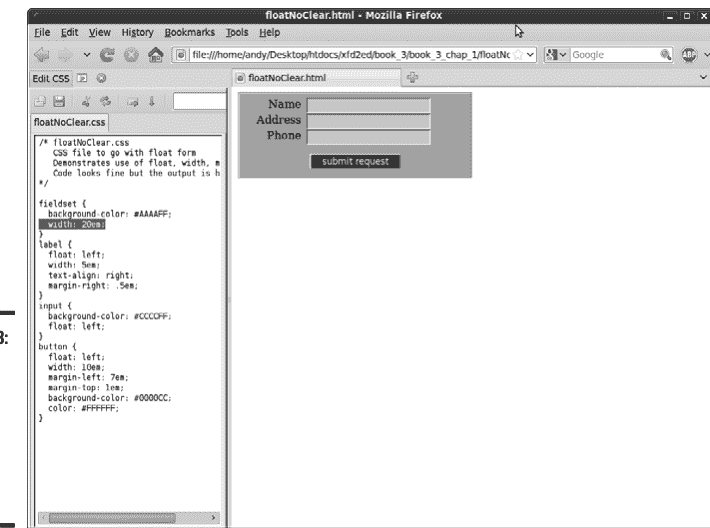 floatNoClear.html - Mozilla Firefox
File Edit View History Bookmarks Tools Help
file:///home/andy/Desktop/htdocs/xfd2ed/book_3/book_3_chap_1/floatNc
Google
ABP
Edit CSS
floatNoClear.html
floatNoClear.css
/* floatNoClear.css
CSS file to go with float form
Demonstrates use of float, width, m
Code looks fine but the output is h
*/
fieldset {
background-color: #AAAAFF;
width: 20em;
}
label {
float: left;
width: 5em;
text-align: right;
margin-right: .5em;
}
input {
background-color: #CCCCFF;
float: left;
}
button {
float: left;
width: 10em;
margin-left: 7em;
margin-top: 1em;
background-color: #0000CC;
color: #FFFFFF;
}
Name
Address
Phone
submit request
3: